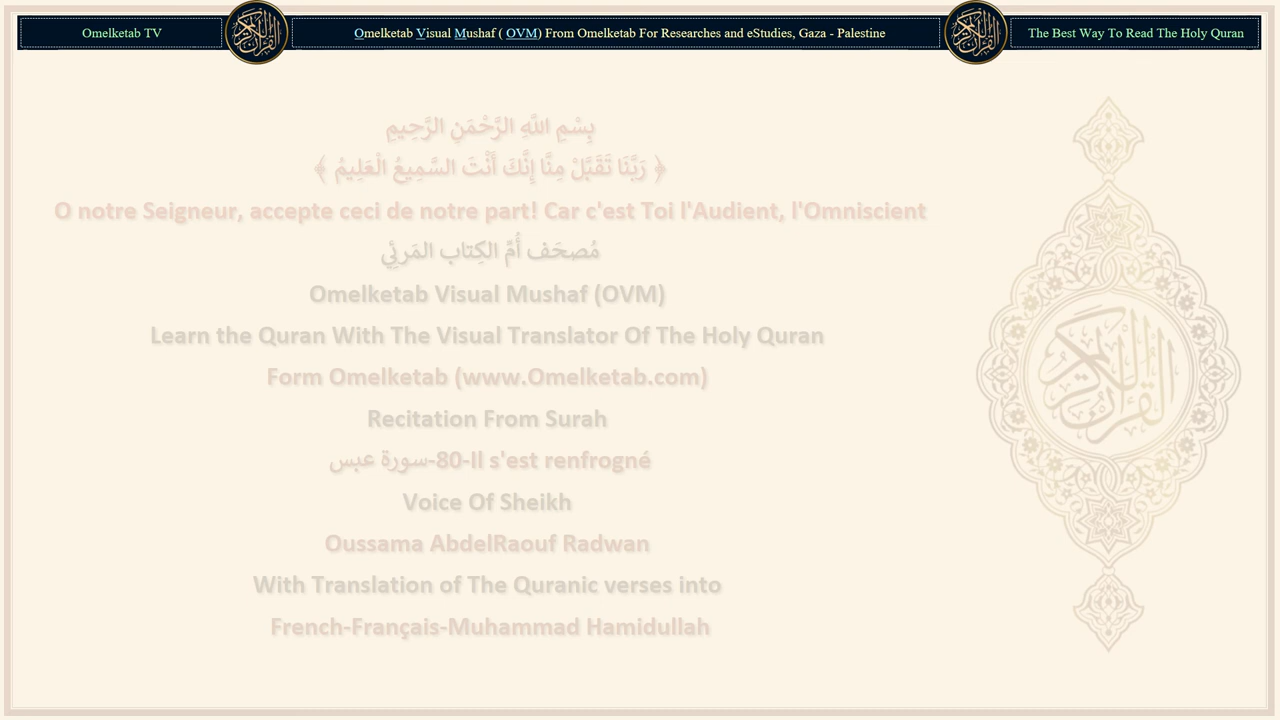 Omelketab TV
Omelketab Visual Mushaf ( OVM) From Omelketab For Researches and eStudies, Gaza - Palestine
The Best Way To Read The Holy Quran
بِسْمِ اللَّهِ الرَّحْمَنِ الرَّحِيمِ
﴿ رَبَّنَا تَقَبَّلْ مِنَّا إِنَّكَ أَنْتَ السَّمِيعُ الْعَلِيمُ ﴾
O notre Seigneur, accepte ceci de notre part! Car c'est Toi l'Audient, l'Omniscient
مُصحَف أُمِّ الكِتاب المَرئِي
Omelketab Visual Mushaf (OVM)
Learn the Quran With The Visual Translator Of The Holy Quran
Form Omelketab (www.Omelketab.com)
Recitation From Surah
سورة عبس-80-Il s'est renfrogné
Voice Of Sheikh
Oussama AbdelRaouf Radwan
With Translation of The Quranic verses into
French-Français-Muhammad Hamidullah
القرآن الكريم